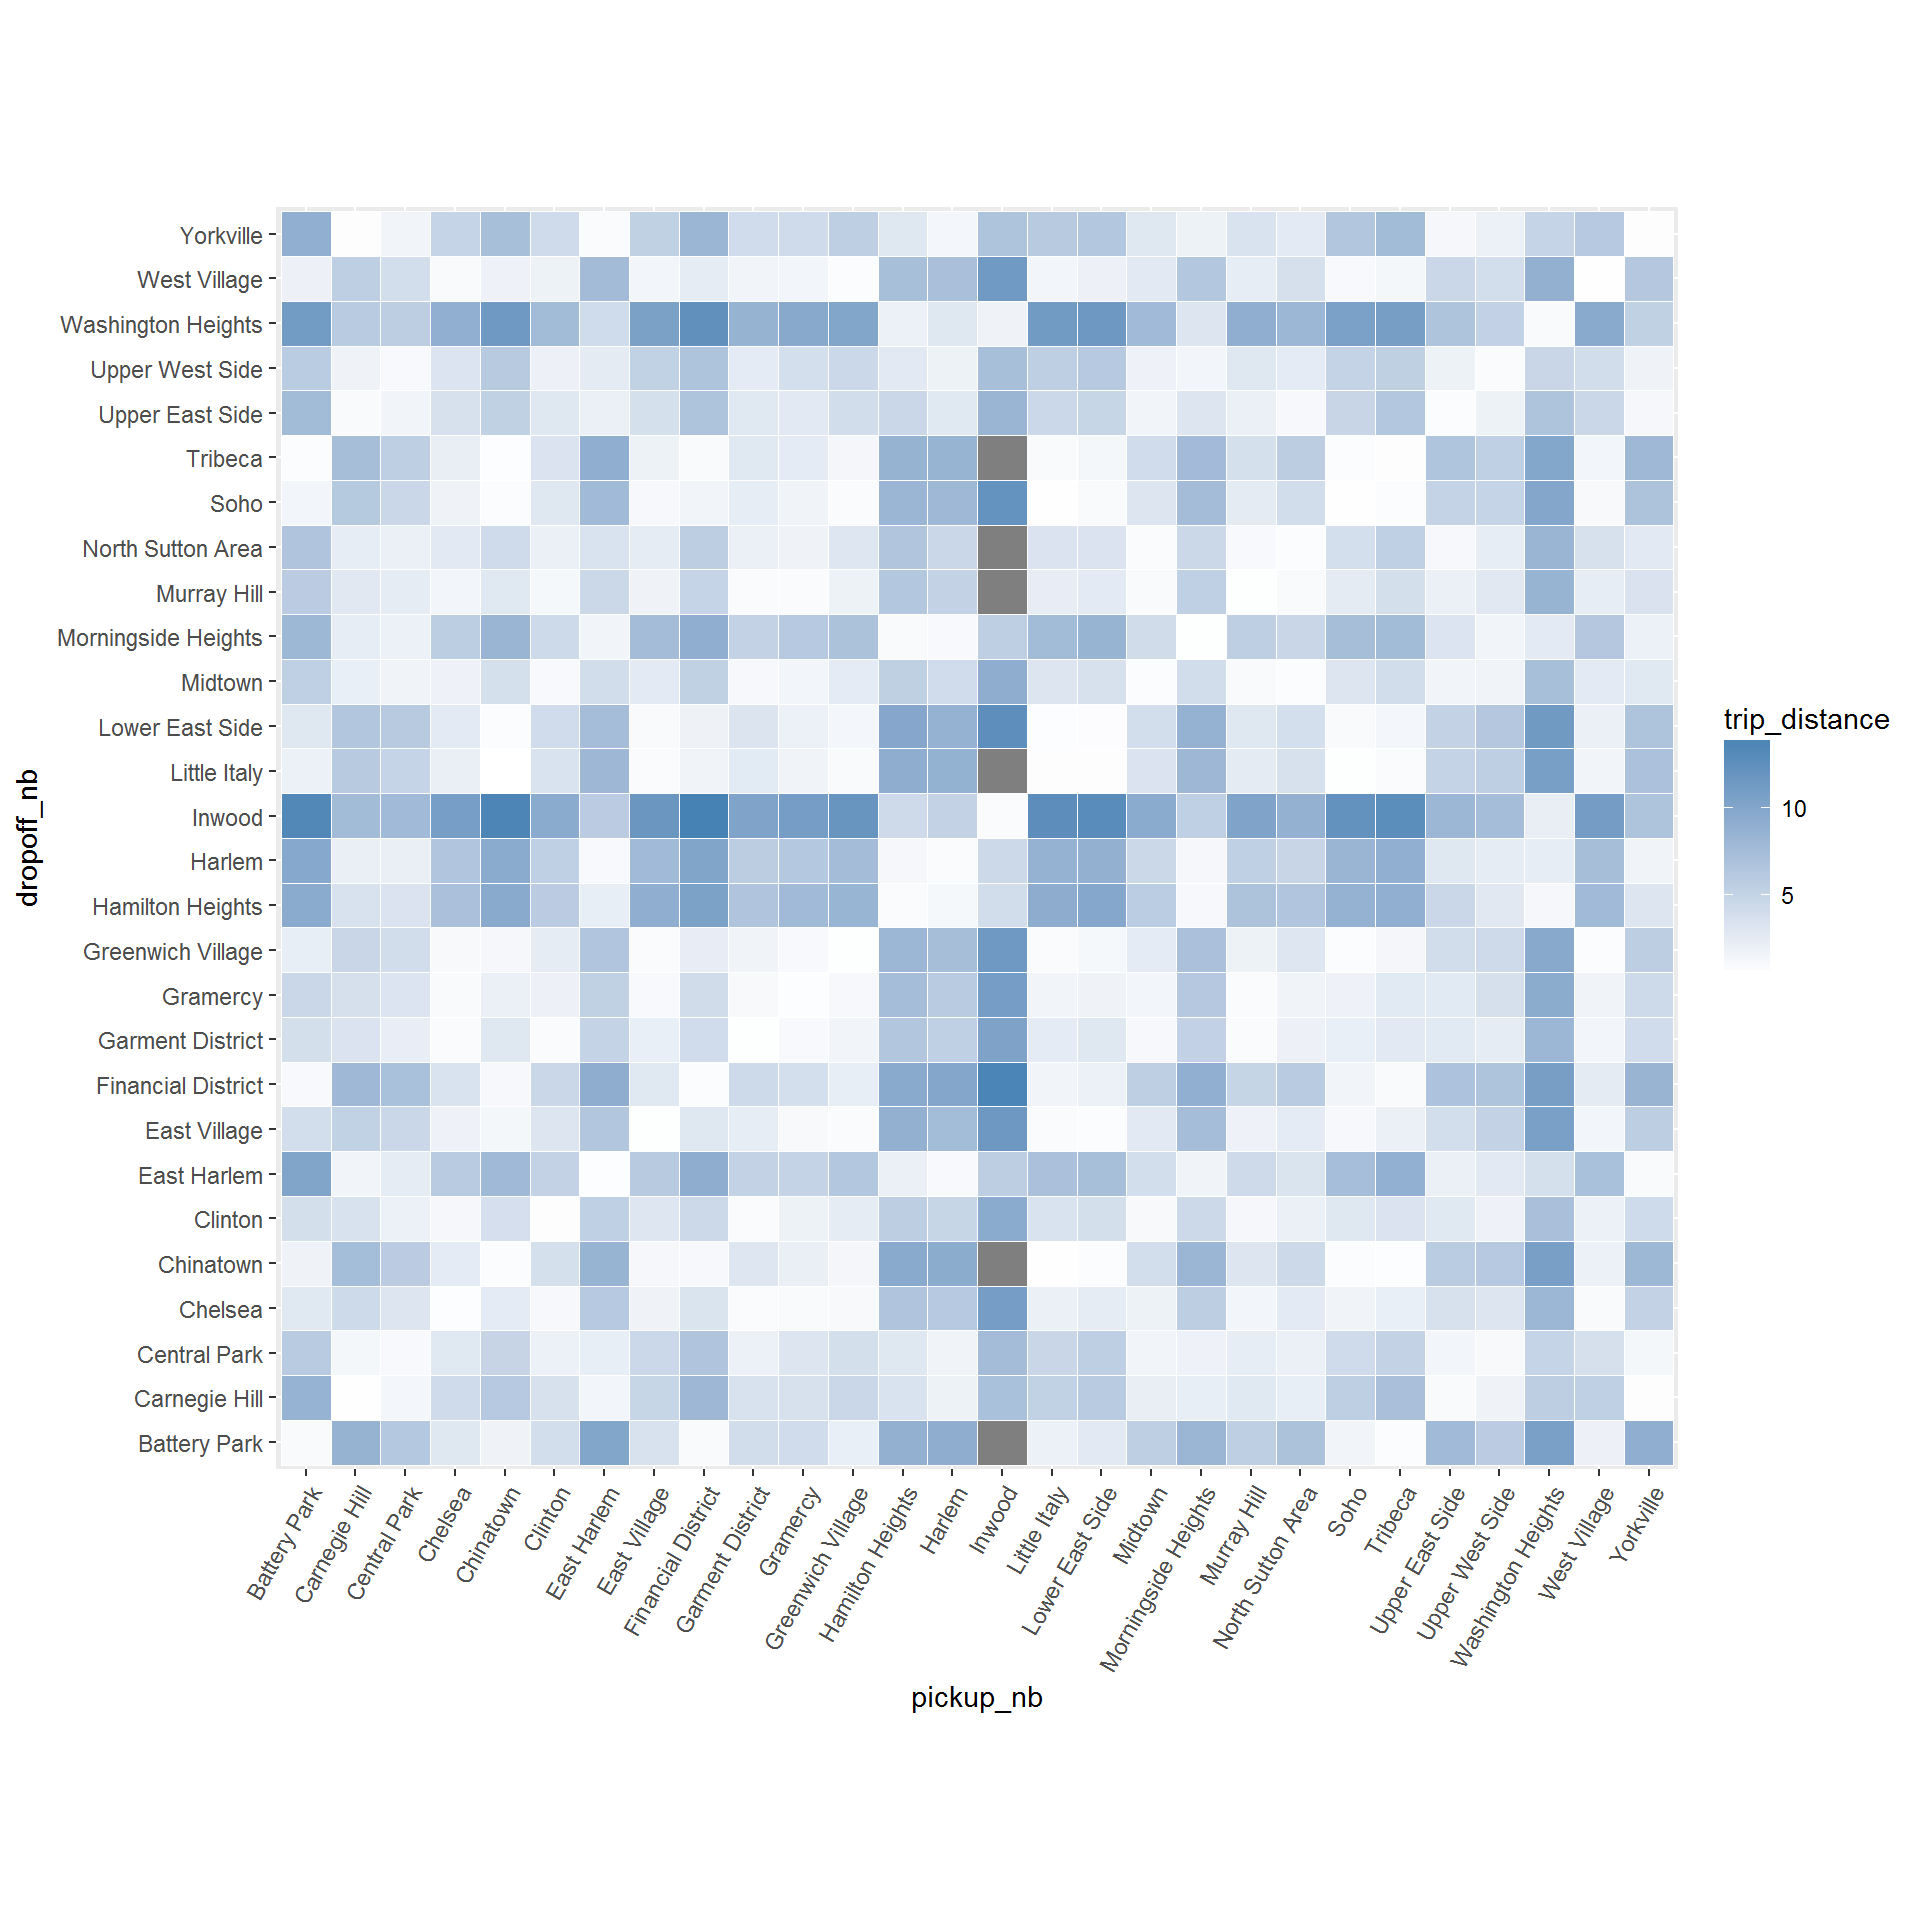 Yorkville
West Village
Washington Heights
Upper West Side
Upper East Side
Tribeca
Soho
North Sutton Area
Murray Hill
Morningside Heights
Midtown
Lower East Side
Little Italy
Inwood
Harlem
Hamilton Heights
Greenwich Village
Gramercy
Garment District
Financial District
East Village
East Harlem
Clinton
Chinatown
Chelsea
Central Park
Carnegie Hill
Battery Park
dropoff_nb
Battery Park
Carnegie Hill
Central Park
Chelsea
Chinatown
Clinton
East Harlem
East Village
Financial District
Garment District
Gramercy
Greenwich Village
Hamilton Heights
Harlem
Inwood
Little Italy
Lower East Side
Midtown
Morningside Heights
Murray Hill
North Sutton Area
Soho
Tribeca
Upper East Side
Upper West Side
Washington Heights
West Village
Yorkville
pickup_nb
trip_distance
10
5